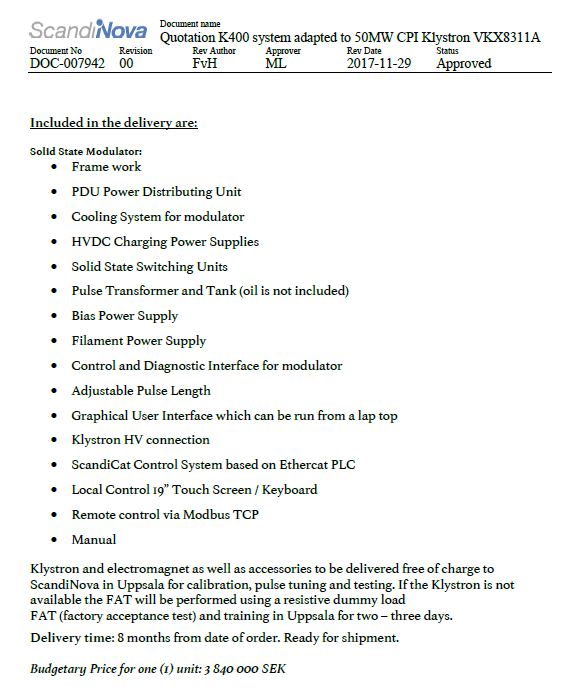 ScandiNova
Document name
Quotation K400 system adapted to 50MW CPI Klystron VKX8311A
Document No Revision Rev Author Approver Rev Date Status
DOC-007942 00 FvH ML 2017-11-29 Approved
Included in the delivery are:
Solid State Modulator:
• Frame work
• PDU Power Distributing Unit
• Cooling System for modulator
• HVDC Charging Power Supplies
• Solid State Switching Units
• Pulse Transformer and Tank (oil is not included)
• Bias Power Supply
• Filament Power Supply
• Control and Diagnostic Interface for modulator
• Adjustable Pulse Length
• Graphical User Interface which can be run from a lap top
• Klystron HV connection
• ScandiCat Control System based on Ethercat PLC
• Local Control 19” Touch Screen / Keyboard
• Remote control via Modbus TCP
• Manual
Klystron and electromagnet as well as accessories to be delivered free of charge to
ScandiNova in Uppsala for calibration, pulse tuning and testing. If the Klystron is not
available the FAT will be performed using a resistive dummy load
FAT (factory acceptance test) and training in Uppsala for two – three days.
Delivery time: 8 months from date of order. Ready for shipment.
Budgetary Price for one (1) unit: 3 840 000 SEK